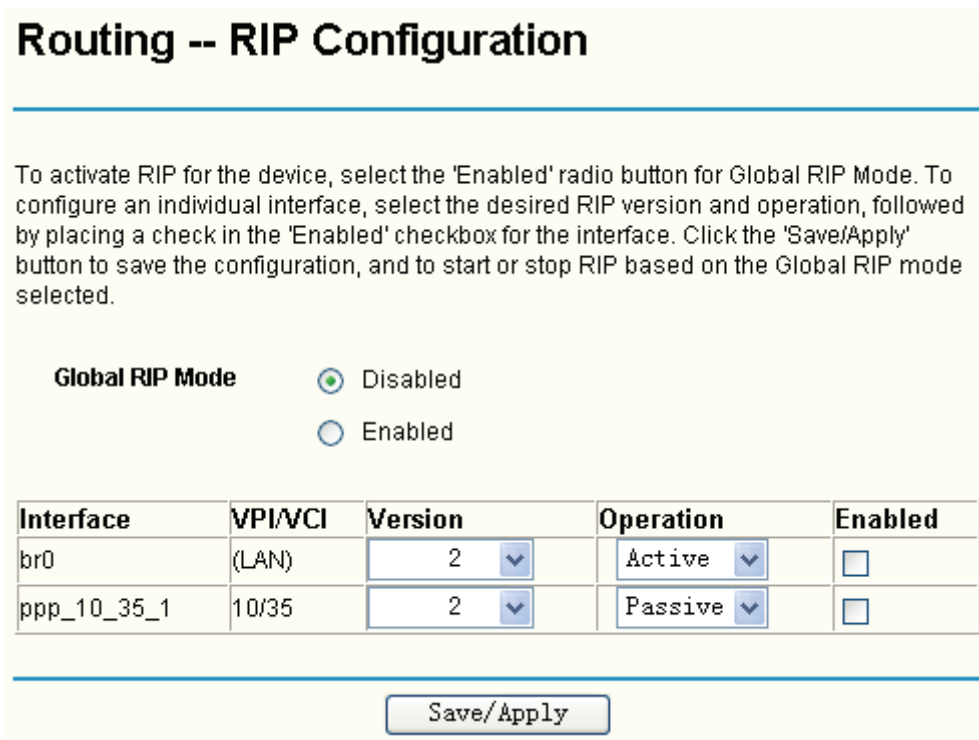 Routing -- RIP Configuration
To activate RIP for the device, select the 'Enabled' radio button for Global RIP Mode. To
configure an individual interface, select the desired RIP version and operation, followed
by placing a check in the 'Enabled' checkbox for the interface. Click the 'Save/Apply'
button to save the configuration, and to start or stop RIP based on the Global RIP mode
selected.
Global RIP Mode Disabled
Enabled
Interface VPI/VCI Version Operation Enabled
br0 (LAN) 2 Active
ppp_10_35_1 10/35 2 Passive
Save/Apply